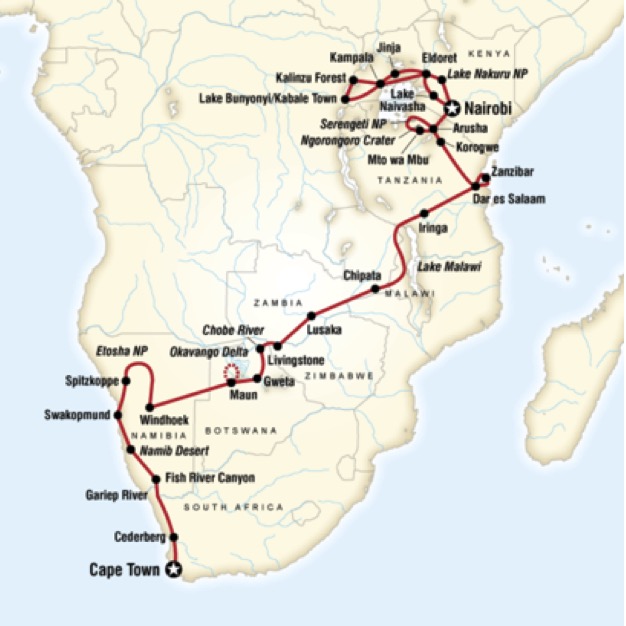 Jinja
Kampala
Eldoret
KENYA
Kalinzu Forest
Lake Nakuru NP
Lake Bunyonyi/Kabale Town
Lake
Naivasha
Nairobi
Serengeti NP
Arusha
Ngorongoro Crater
Korogwe
Mto wa Mbu
Zanzibar
TANZANIA
Dar es Salaam
Iringa
Lake Malawi
Chipata
MALAWI
ZAMBIA
Lusaka
Chobe River
Etosha NP
Okavango Delta
Livingstone
Spitzkoppe
Gweta
ZIMBABWE
Maun
Swakopmund
Windhoek
NAMIBIA
BOTSWANA
Namib Desert
Fish River Canyon
Gariep River
SOUTH AFRICA
Cederberg
Cape Town